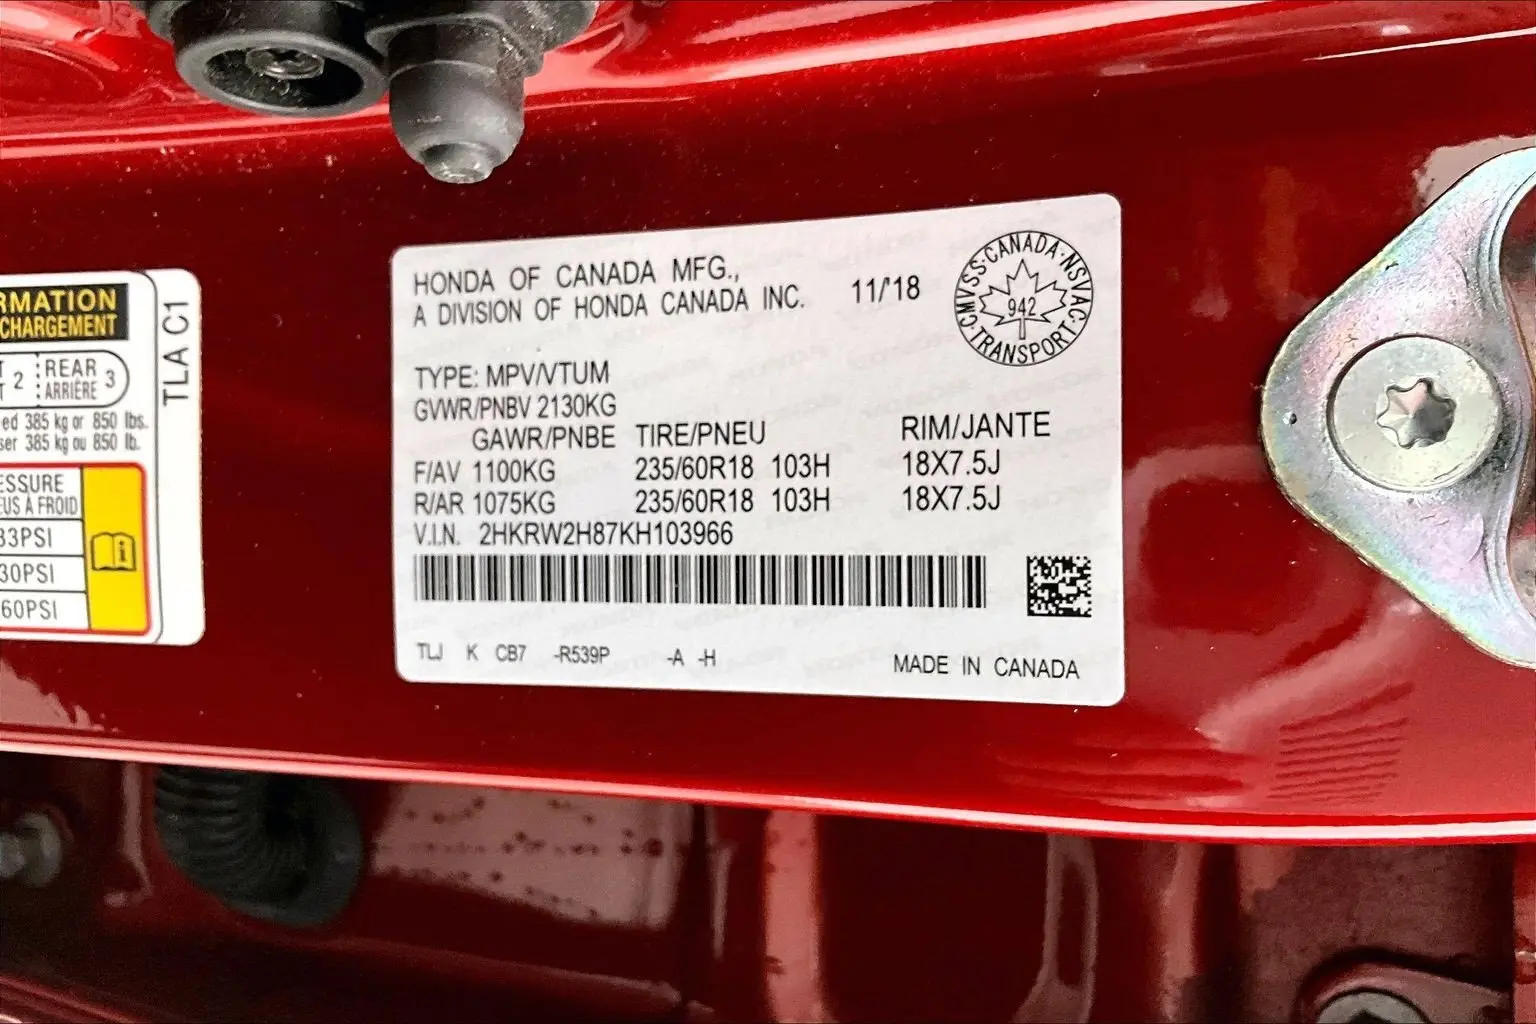 RMATION
CHARGEMENT
2 REAR ARRIÈRE 3
ed 385 kg or 850 lbs.
ser 385 kg ou 850 lb.
ESSURE
EUS À FROID
33PSI
30PSI
60PSI
TLA C1
HONDA OF CANADA MFG.,
A DIVISION OF HONDA CANADA INC.
11/'18
CMVSS·CANADA·NSVAC·TRANSPORT·
942
TYPE: MPV/VTUM
GVWR/PNBV 2130KG
GAWR/PNBE TIRE/PNEU RIM/JANTE
F/AV 1100KG 235/60R18 103H 18X7.5J
R/AR 1075KG 235/60R18 103H 18X7.5J
V.I.N. 2HKRW2H87KH103966
TLJ K CB7 -R539P -A -H
MADE IN CANADA